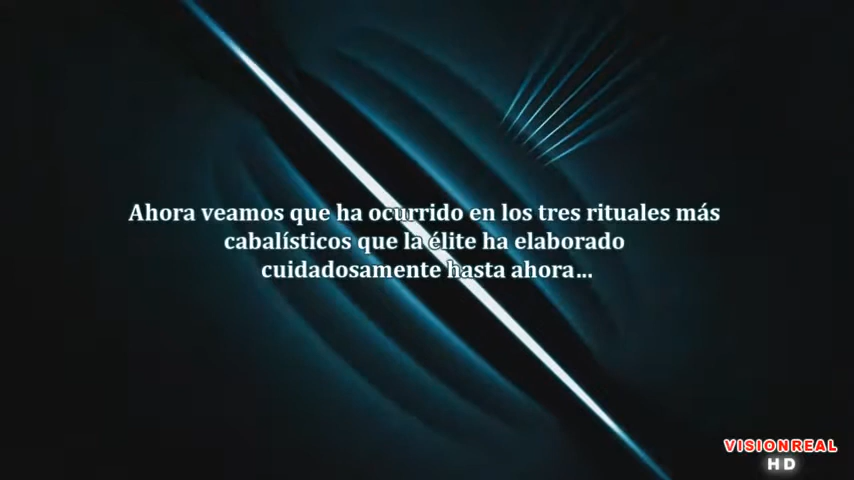 Ahora veamos que ha ocurrido en los tres rituales más
cabalísticos que la élite ha elaborado
cuidadosamente hasta ahora...
VISIONREAL
HD